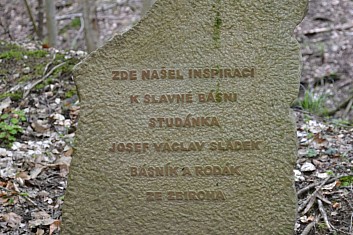 ZDE NAŠEL INSPIRACI
K SLAVNÉ BÁSNI
STUDÁNKA
JOSEF VÁCLAV SLÁDEK
BÁSNÍK A RODÁK
ZE ZBIROHA